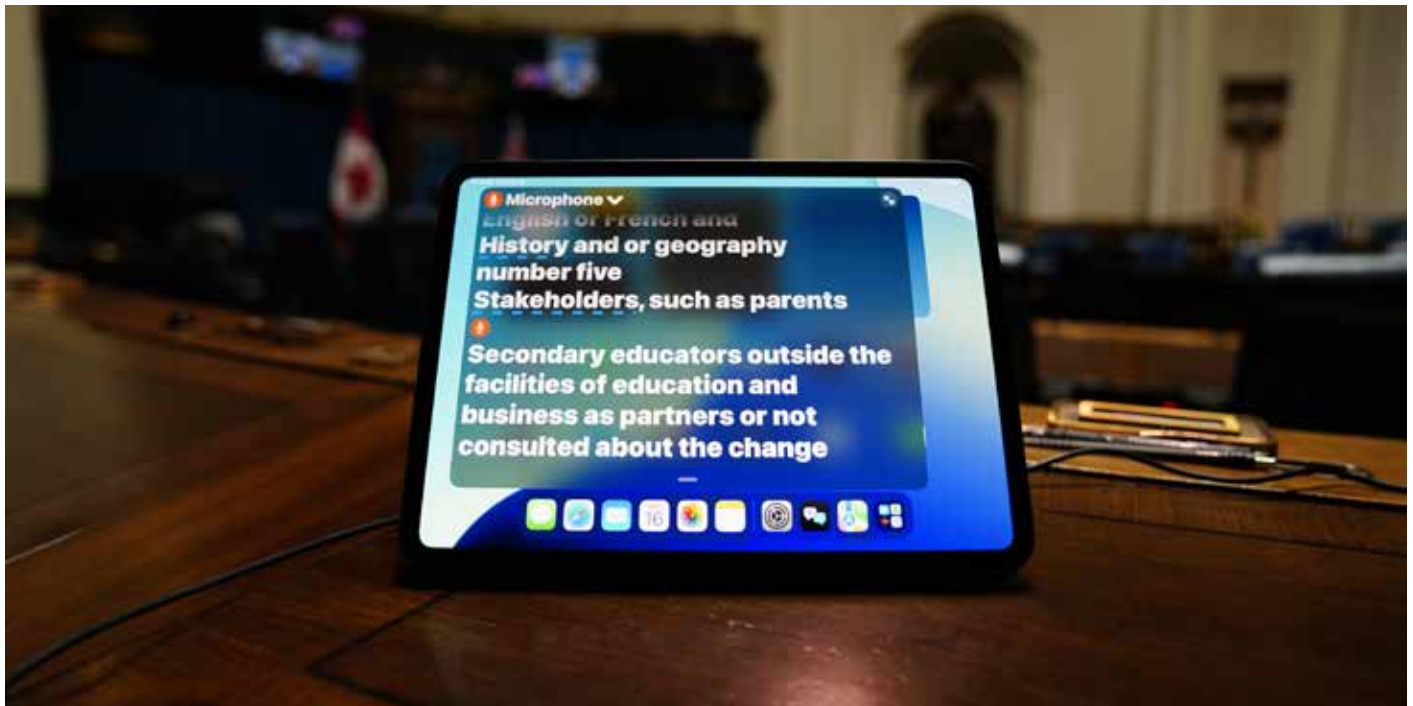 Microphone
English or French and
History and or geography
number five
Stakeholders, such as parents
Secondary educators outside the
facilities of education and
business as partners or not
consulted about the change
16